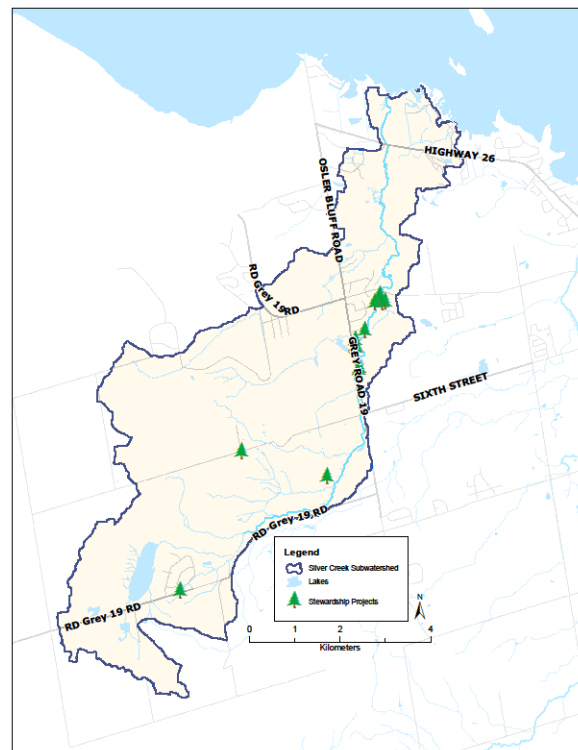 HIGHWAY 26
OSLER BLUFF ROAD
RD Grey 19 RD
GREY ROAD 19
SIXTH STREET
RD Grey 19 RD
RD Grey 19 RD
Legend
Silver Creek Subwatershed
Lakes
Stewardship Projects
N
0 1 2 4
Kilometers